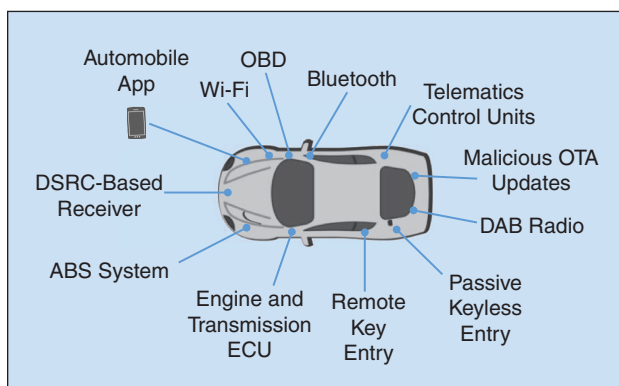 Automobile
App
Wi-Fi
OBD
Bluetooth
Telematics
Control Units
Malicious OTA
Updates
DAB Radio
Passive
Keyless
Entry
Remote
Key
Entry
Engine and
Transmission
ECU
ABS System
DSRC-Based
Receiver